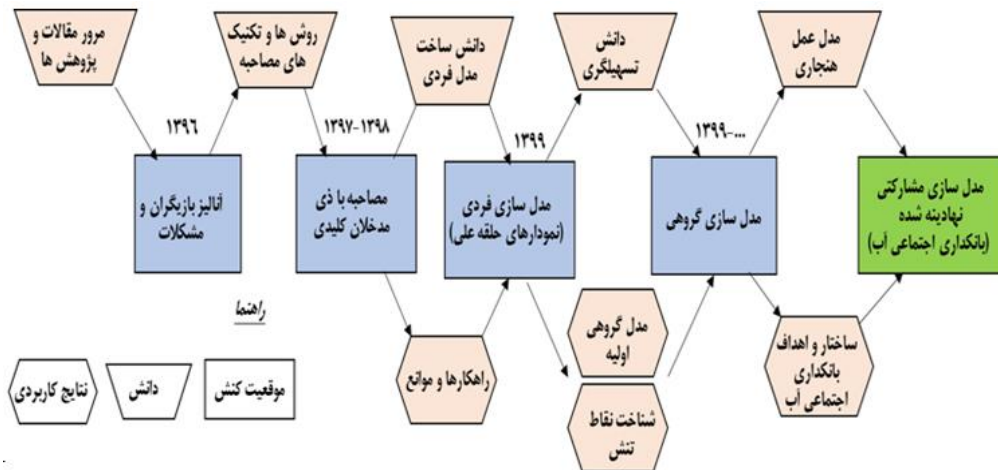 مرور مقالات و
پژوهش ها
روش ها و تکنیک
های مصاحبه
دانش ساخت
مدل فردی
دانش
تسهیلگری
مدل عمل
هنجاری
۱۳۹۶
۱۳۹۷-۱۳۹۸
۱۳۹۹
۱۳۹۹-...
آنالیز بازیگران و
مشکلات
مصاحبه با ذی
مدخلان کلیدی
مدل سازی فردی
(نمودارهای حلقه علی)
مدل سازی گروهی
مدل سازی مشارکتی
نهادینه شده
(بانکداری اجتماعی آب)
راهکارها و موانع
مدل گروهی
اولیه
شناخت نقاط
تنش
ساختار و اهداف
بانکداری
اجتماعی آب
راهنما
موقعیت کنش
دانش
نتایج کاربردی